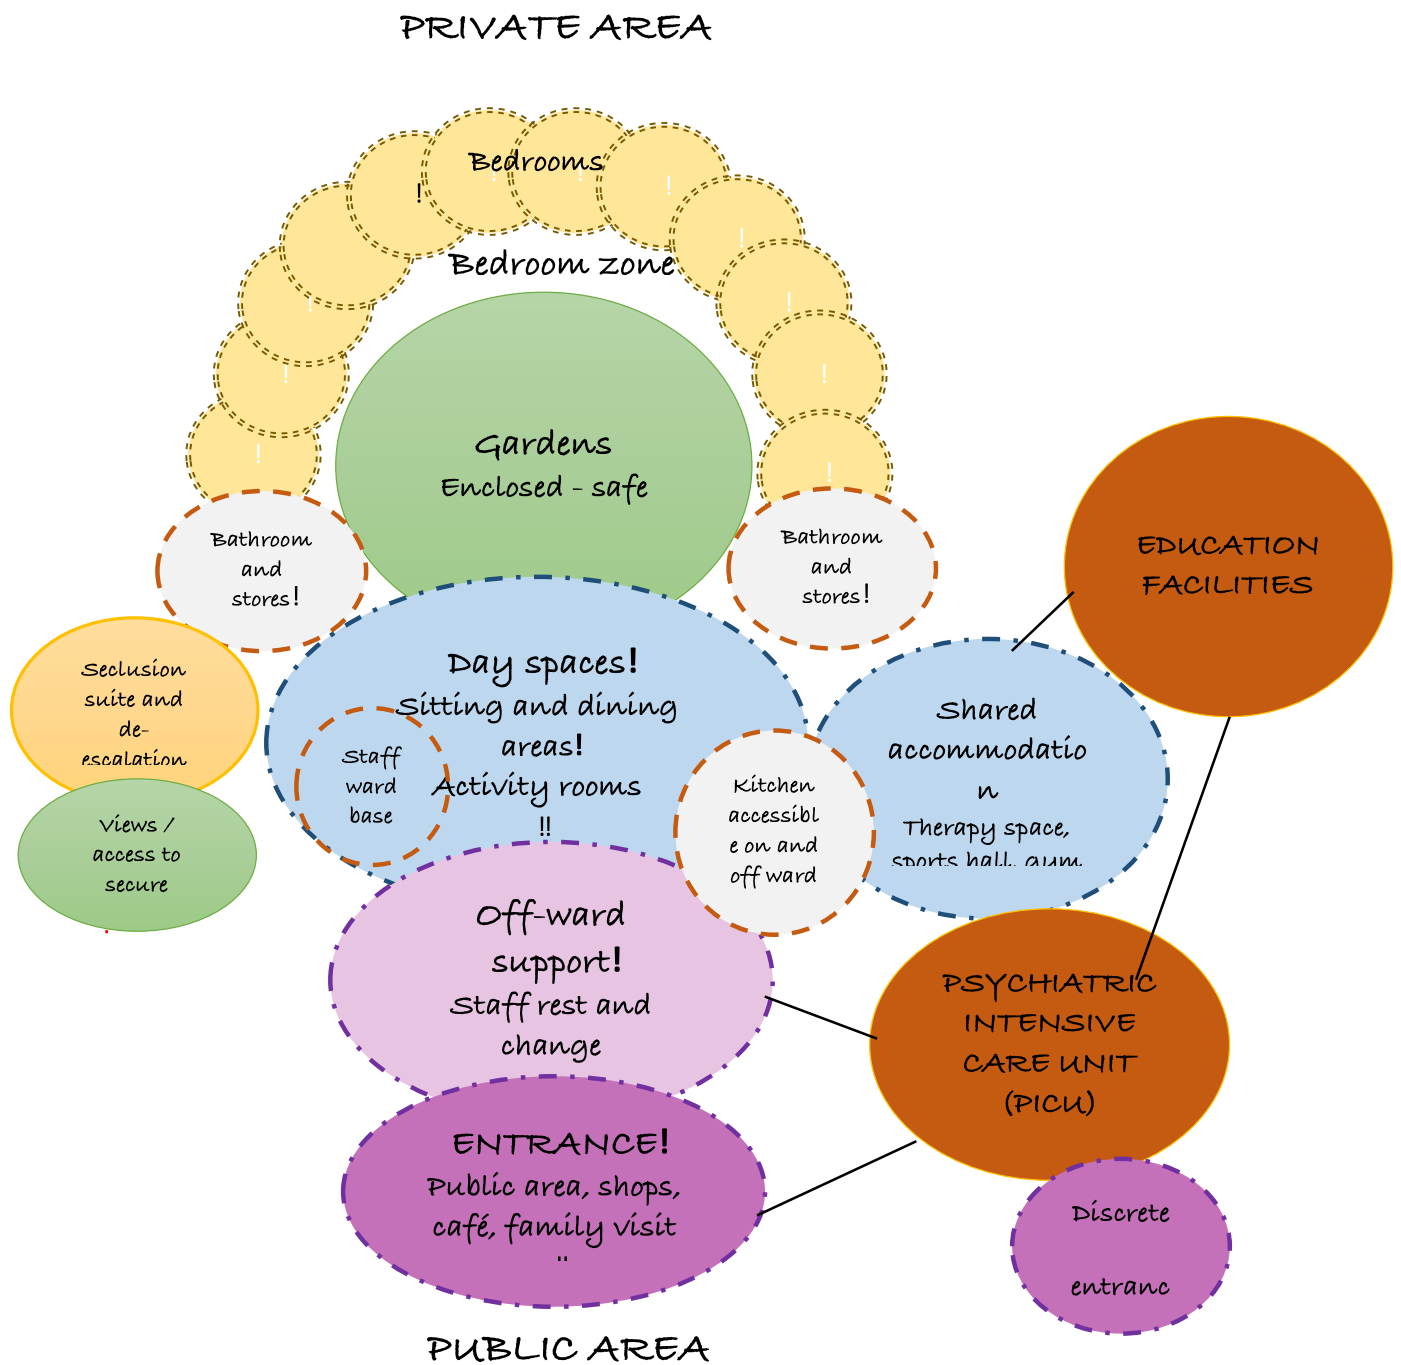 PRIVATE AREA
Bedrooms
!
!
!
!
!
!
!
!
!
!
!
!
Bedroom zone
Gardens
Enclosed - safe
Bathroom
and
stores!
Bathroom
and
stores!
EDUCATION
FACILITIES
Seclusion
suite and
de-
escalation
Views /
access to
secure
Day spaces!
Sitting and dining
areas!
Activity rooms
!!
Staff
ward
base
Kitchen
accessibl
e on and
off ward
Shared
accommodatio
n
Therapy space,
sports hall, gym,
Off-ward
support!
Staff rest and
change
PSYCHIATRIC
INTENSIVE
CARE UNIT
(PICU)
ENTRANCE!
Public area, shops,
café, family visit
Discrete
entranc
PUBLIC AREA